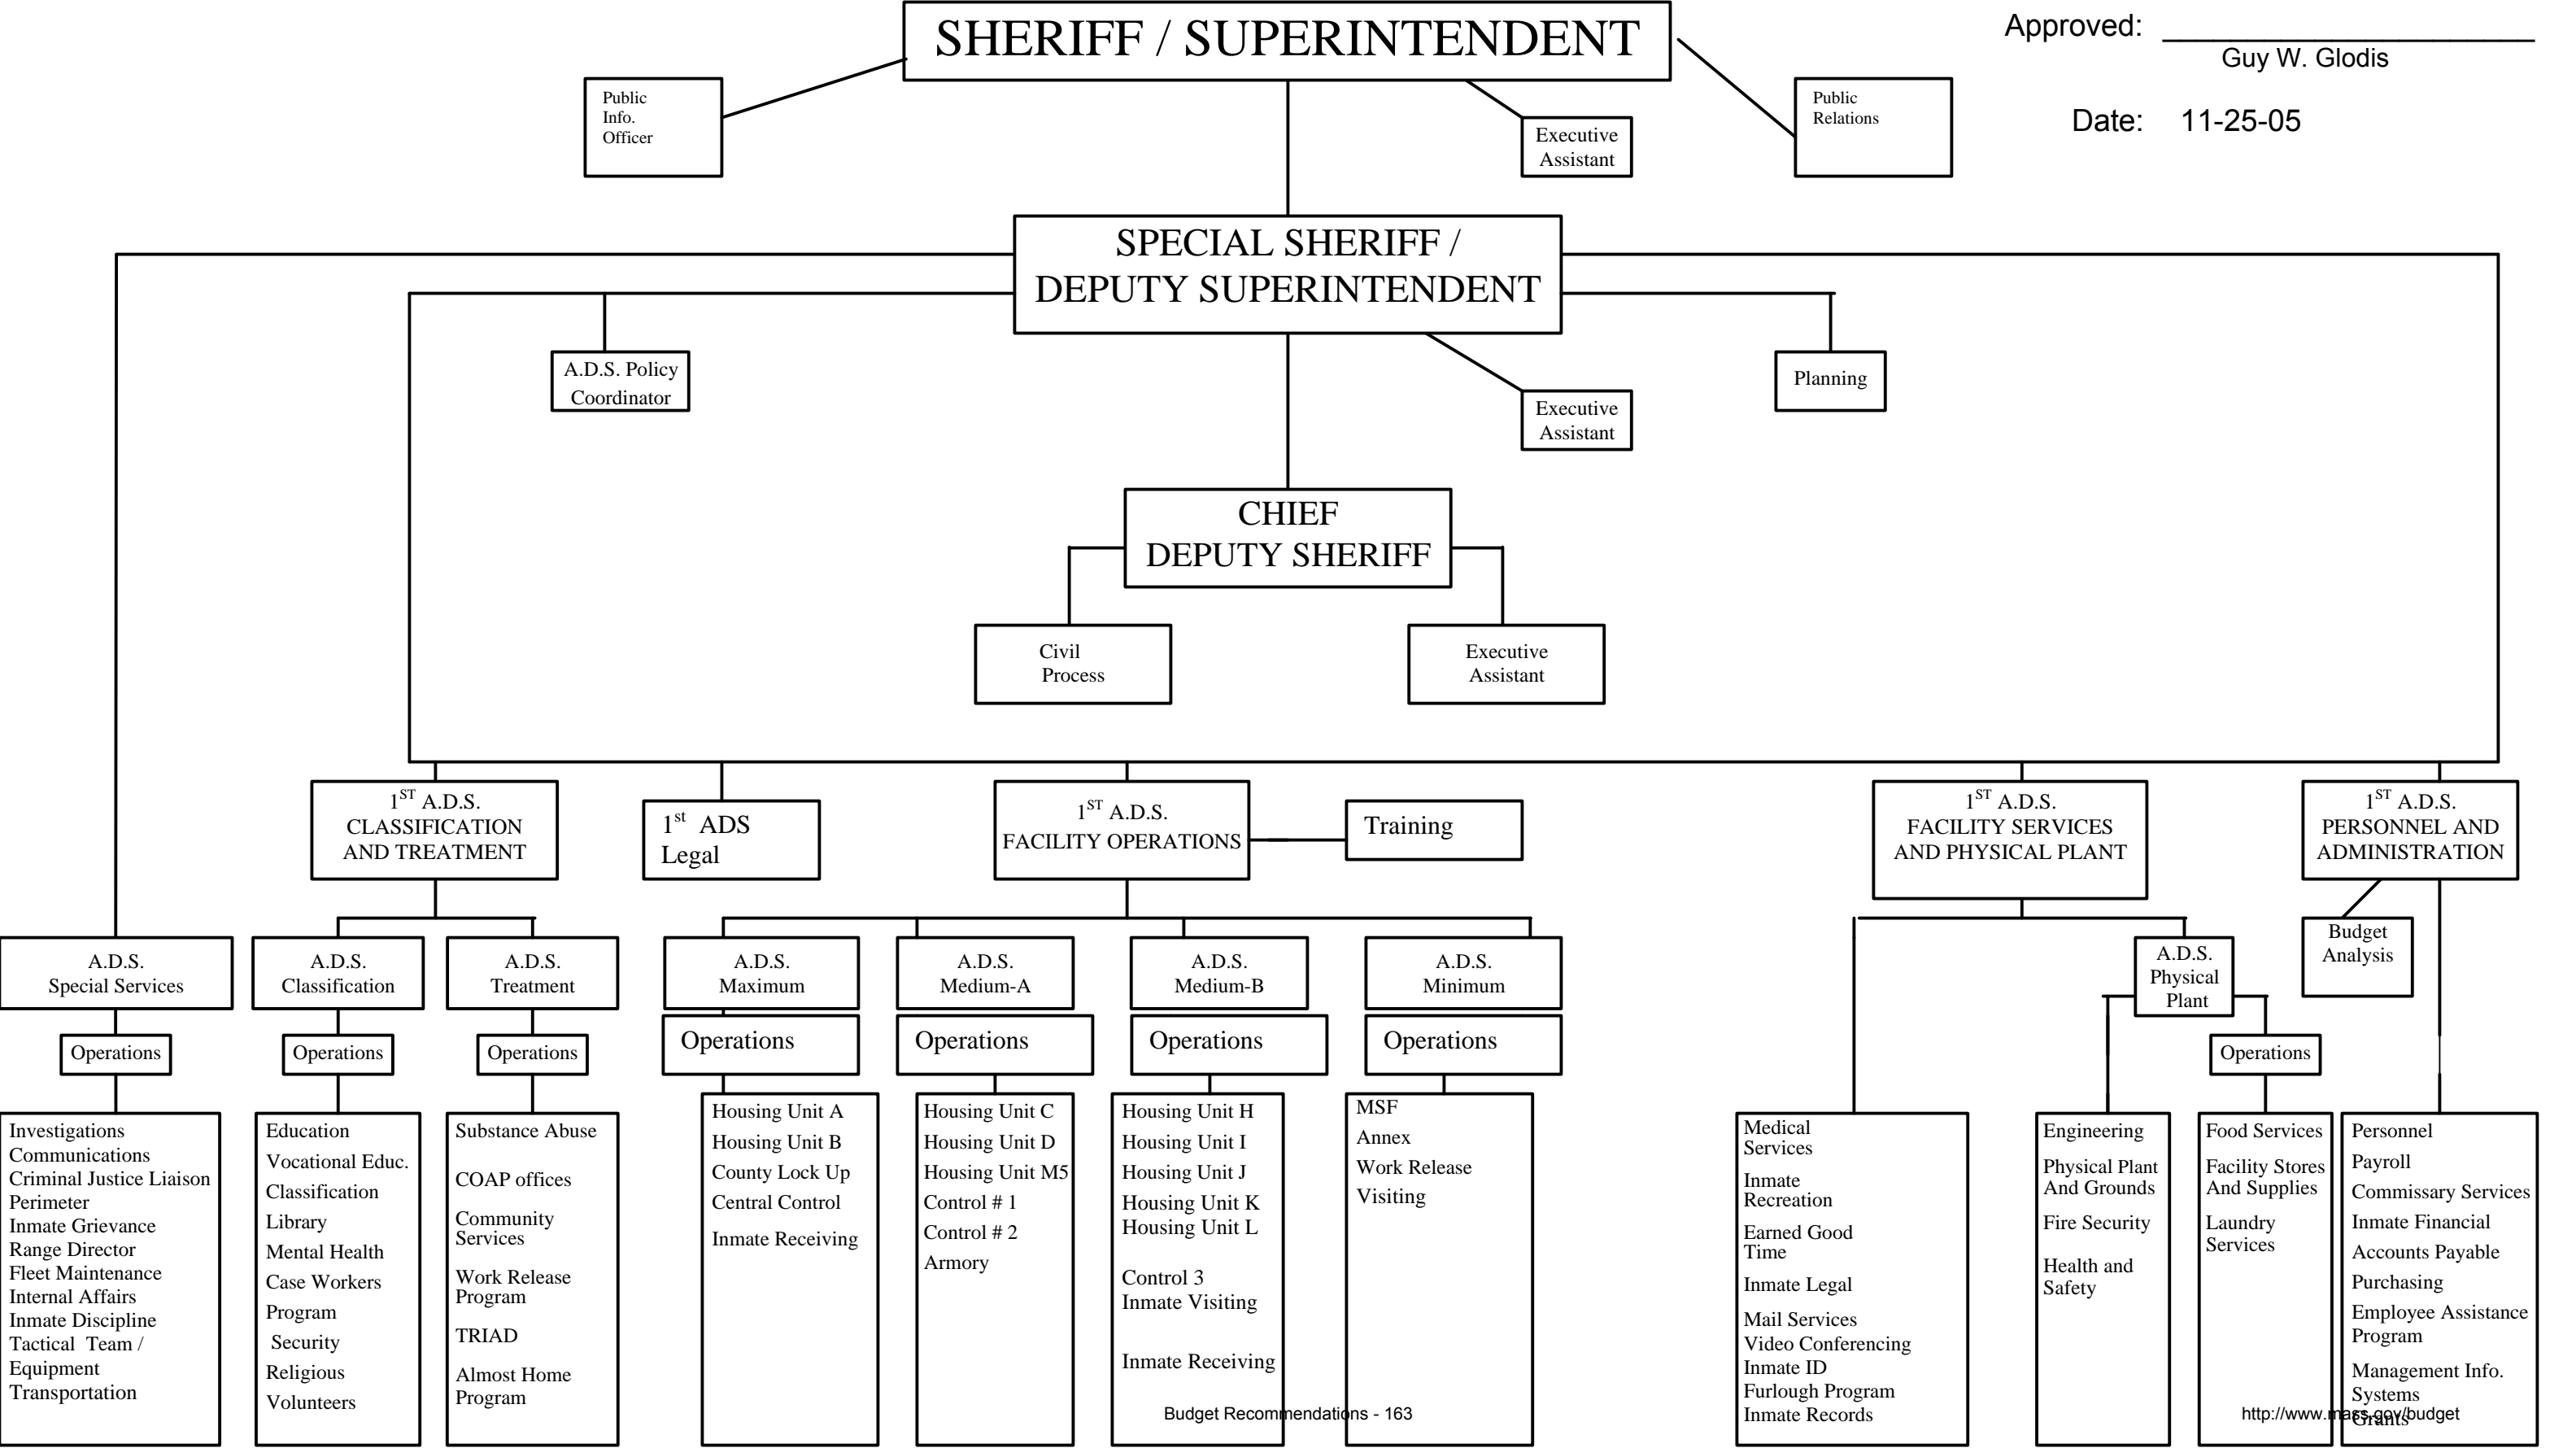 SHERIFF / SUPERINTENDENT
Approved: _______________________
Guy W. Glodis
Date: 11-25-05
Public
Info.
Officer
Executive
Assistant
Public
Relations
SPECIAL SHERIFF /
DEPUTY SUPERINTENDENT
A.D.S. Policy
Coordinator
Executive
Assistant
Planning
CHIEF
DEPUTY SHERIFF
Civil
Process
Executive
Assistant
1ST A.D.S.
CLASSIFICATION
AND TREATMENT
1st ADS
Legal
1ST A.D.S.
FACILITY OPERATIONS
Training
1ST A.D.S.
FACILITY SERVICES
AND PHYSICAL PLANT
1ST A.D.S.
PERSONNEL AND
ADMINISTRATION
A.D.S.
Special Services
A.D.S.
Classification
A.D.S.
Treatment
A.D.S.
Maximum
A.D.S.
Medium-A
A.D.S.
Medium-B
A.D.S.
Minimum
A.D.S.
Physical
Plant
Budget
Analysis
Operations
Operations
Operations
Operations
Operations
Operations
Operations
Operations
Investigations
Communications
Criminal Justice Liaison
Perimeter
Inmate Grievance
Range Director
Fleet Maintenance
Internal Affairs
Inmate Discipline
Tactical Team /
Equipment
Transportation
Education
Vocational Educ.
Classification
Library
Mental Health
Case Workers
Program
Security
Religious
Volunteers
Substance Abuse
COAP offices
Community
Services
Work Release
Program
TRIAD
Almost Home
Program
Housing Unit A
Housing Unit B
County Lock Up
Central Control
Inmate Receiving
Housing Unit C
Housing Unit D
Housing Unit M5
Control # 1
Control # 2
Armory
Housing Unit H
Housing Unit I
Housing Unit J
Housing Unit K
Housing Unit L
Control 3
Inmate Visiting
Inmate Receiving
MSF
Annex
Work Release
Visiting
Medical
Services
Inmate
Recreation
Earned Good
Time
Inmate Legal
Mail Services
Video Conferencing
Inmate ID
Furlough Program
Inmate Records
Engineering
Physical Plant
And Grounds
Fire Security
Health and
Safety
Food Services
Facility Stores
And Supplies
Laundry
Services
Personnel
Payroll
Commissary Services
Inmate Financial
Accounts Payable
Purchasing
Employee Assistance
Program
Management Info.
Systems
Grants
Budget Recommendations - 163
http://www.mass.gov/budget